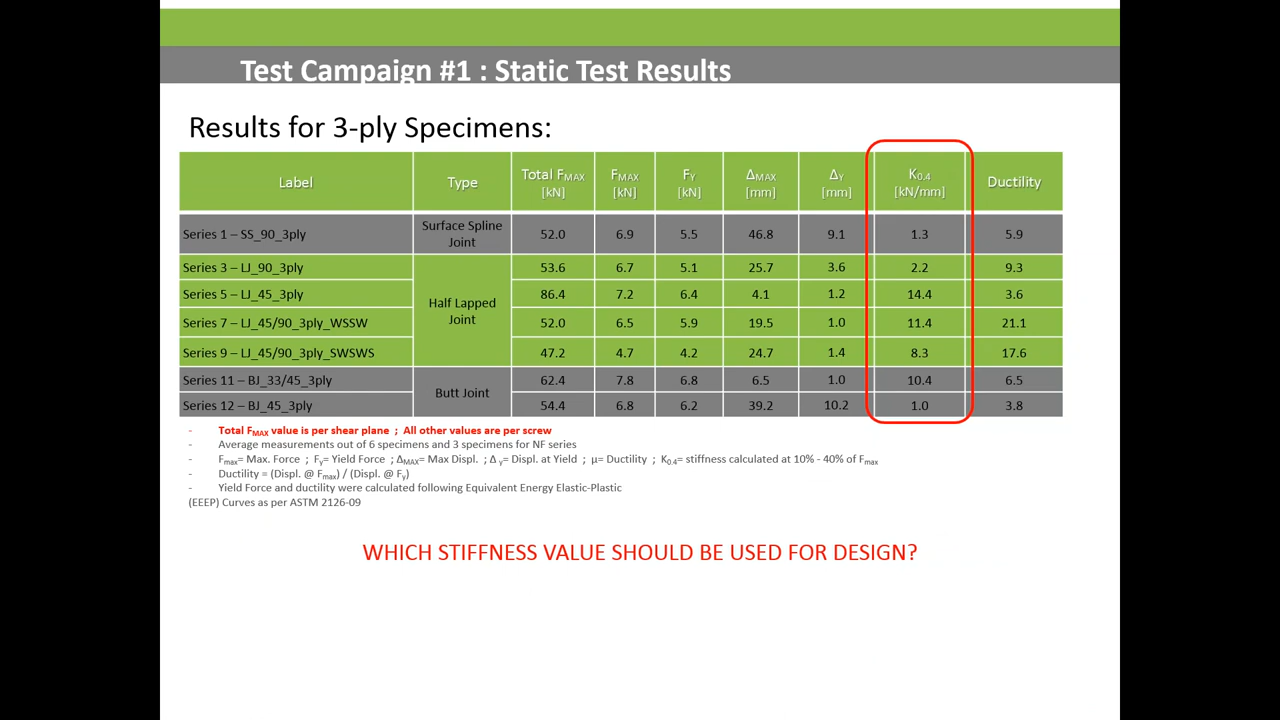 Test Campaign #1 : Static Test Results
Results for 3-ply Specimens:
Label Type Total FMAX [kN] FMAX [kN] FY [kN] ΔMAX [mm] ΔY [mm] K0.4 [kN/mm] Ductility
Series 1 – SS_90_3ply Surface Spline Joint 52.0 6.9 5.5 46.8 9.1 1.3 5.9
Series 3 – LJ_90_3ply Half Lapped Joint 53.6 6.7 5.1 25.7 3.6 2.2 9.3
Series 5 – LJ_45_3ply 86.4 7.2 6.4 4.1 1.2 14.4 3.6
Series 7 – LJ_45/90_3ply_WSSW 52.0 6.5 5.9 19.5 1.0 11.4 21.1
Series 9 – LJ_45/90_3ply_SWSWS 47.2 4.7 4.2 24.7 1.4 8.3 17.6
Series 11 – BJ_33/45_3ply Butt Joint 62.4 7.8 6.8 6.5 1.0 10.4 6.5
Series 12 – BJ_45_3ply 54.4 6.8 6.2 39.2 10.2 1.0 3.8
- Total FMAX value is per shear plane ; All other values are per screw
- Average measurements out of 6 specimens and 3 specimens for NF series
- Fmax= Max. Force ; Fy= Yield Force ; ΔMAX= Max Displ. ; Δ y= Displ. at Yield ; μ= Ductility ; K0.4= stiffness calculated at 10% - 40% of Fmax
- Ductility = (Displ. @ Fmax) / (Displ. @ Fy)
- Yield Force and ductility were calculated following Equivalent Energy Elastic-Plastic
(EEEP) Curves as per ASTM 2126-09
WHICH STIFFNESS VALUE SHOULD BE USED FOR DESIGN?